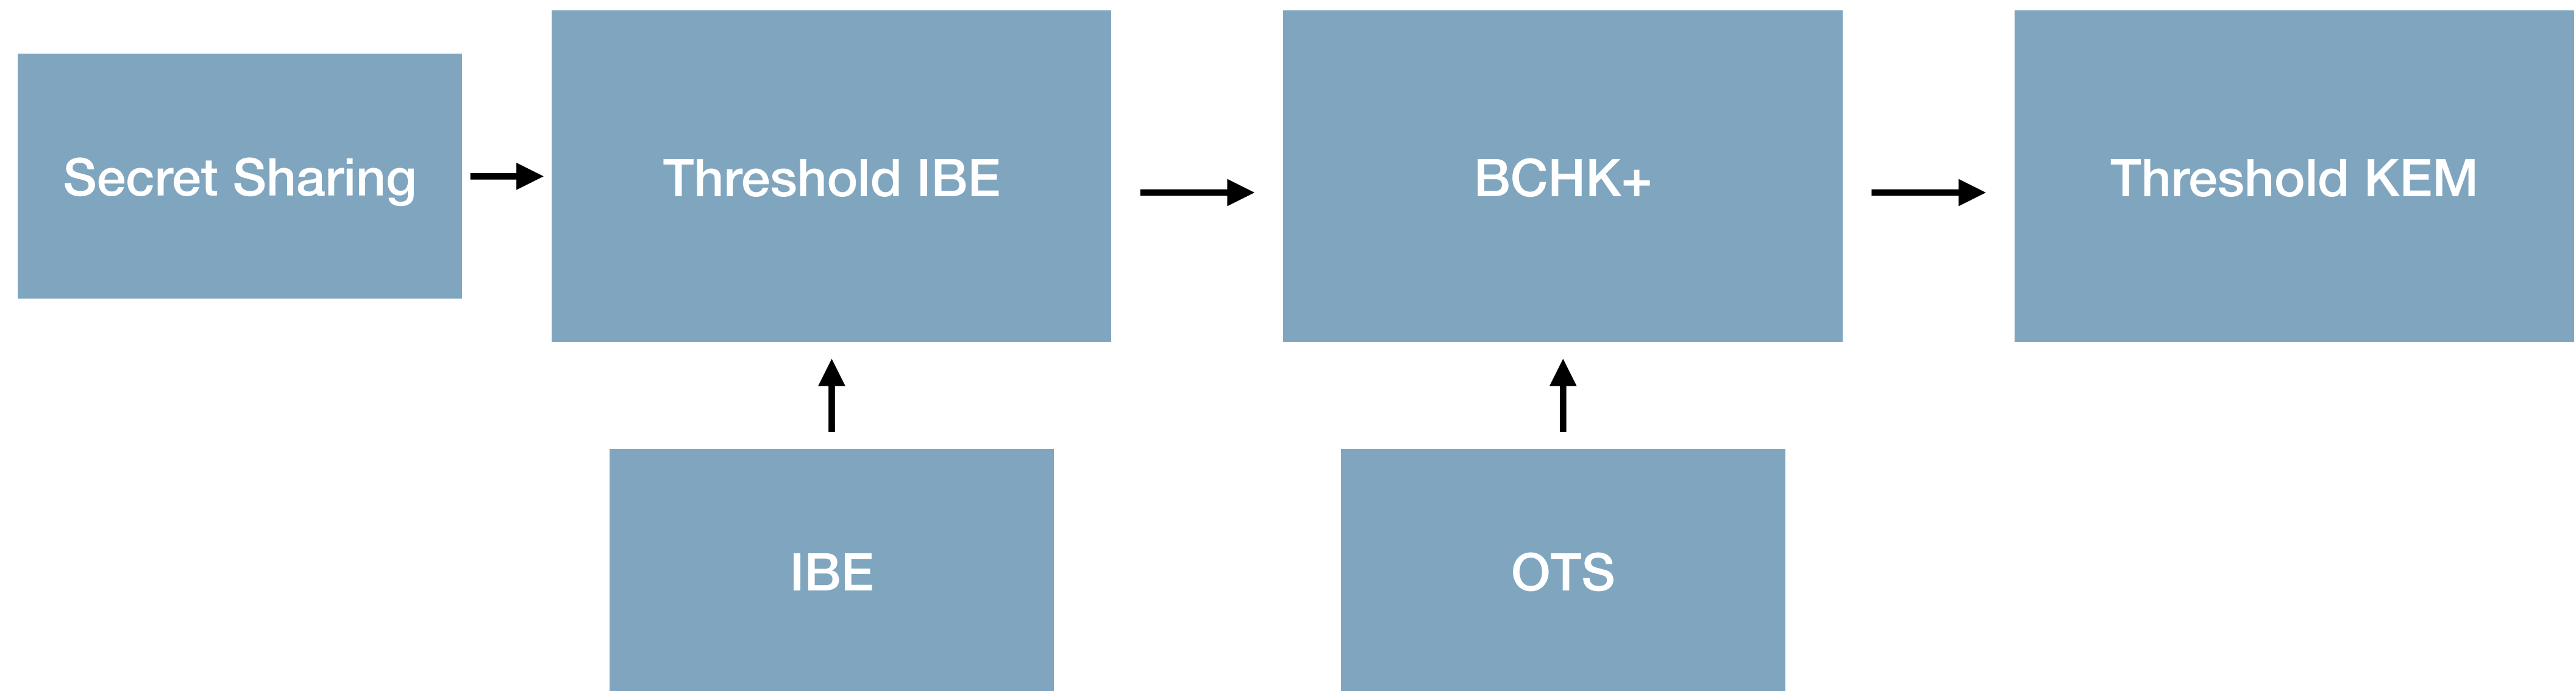 Secret Sharing
Threshold IBE
BCHK+
Threshold KEM
IBE
OTS